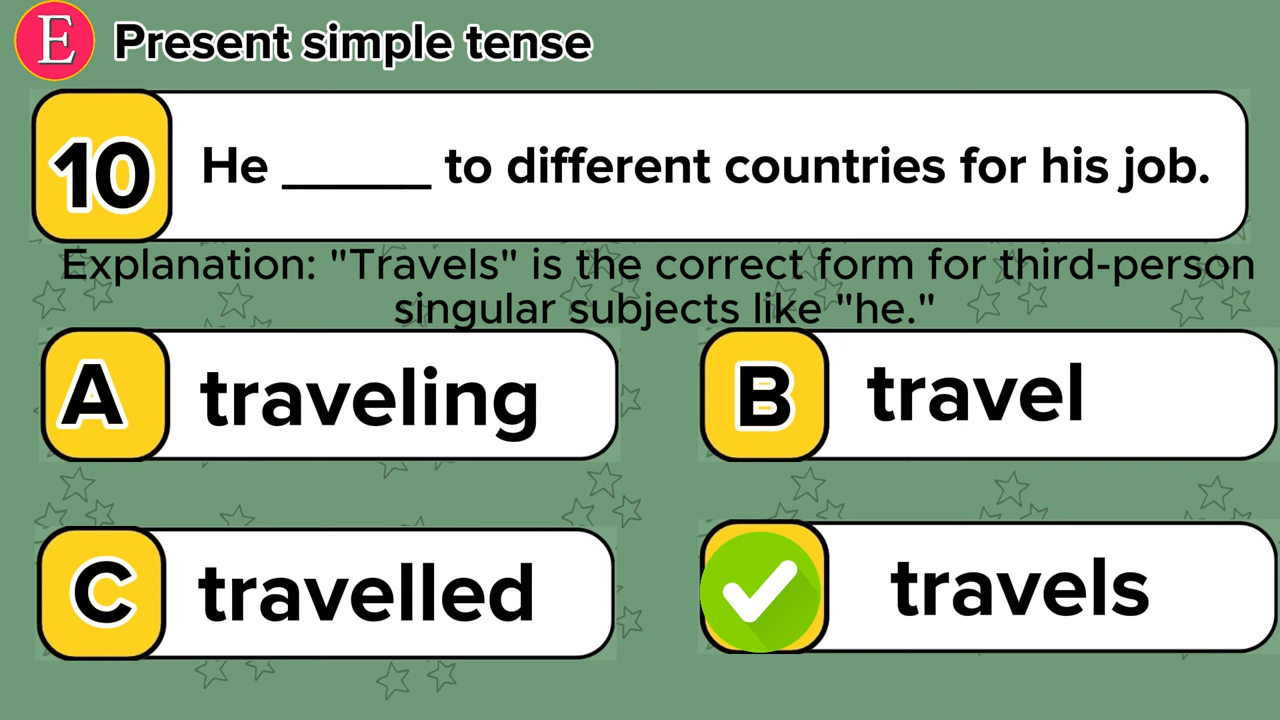 E Present simple tense
10 He ______ to different countries for his job.
Explanation: "Travels" is the correct form for third-person
singular subjects like "he."
A traveling
B travel
C travelled
travels